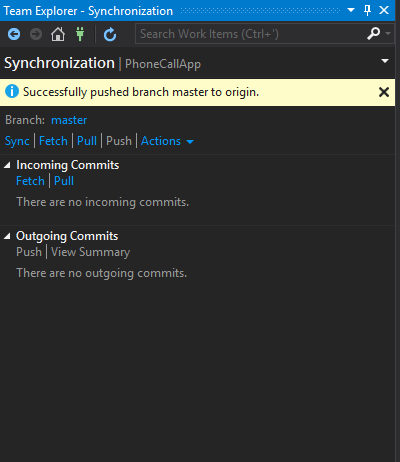 Team Explorer - Synchronization
Search Work Items (Ctrl+')
Synchronization | PhoneCallApp
Successfully pushed branch master to origin.
Branch: master
Sync | Fetch | Pull | Push | Actions
Incoming Commits
Fetch | Pull
There are no incoming commits.
Outgoing Commits
Push | View Summary
There are no outgoing commits.